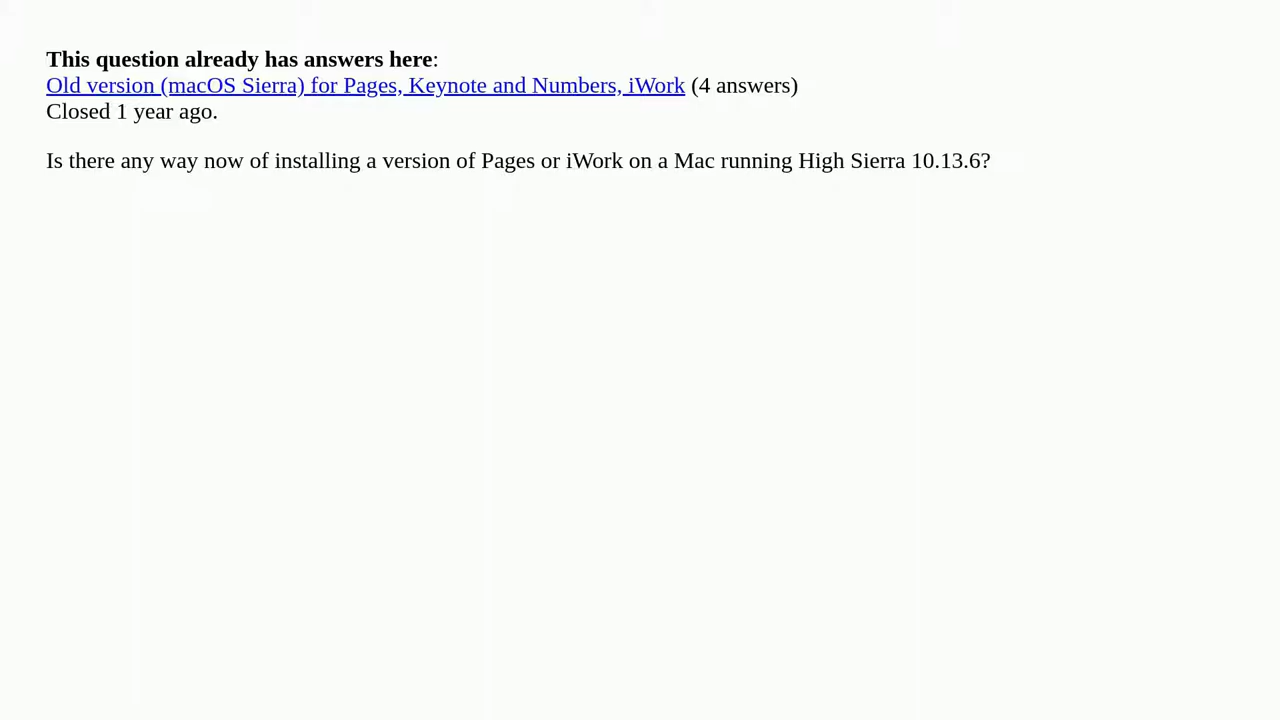 This question already has answers here:
Old version (macOS Sierra) for Pages, Keynote and Numbers, iWork (4 answers)
Closed 1 year ago.
Is there any way now of installing a version of Pages or iWork on a Mac running High Sierra 10.13.6?